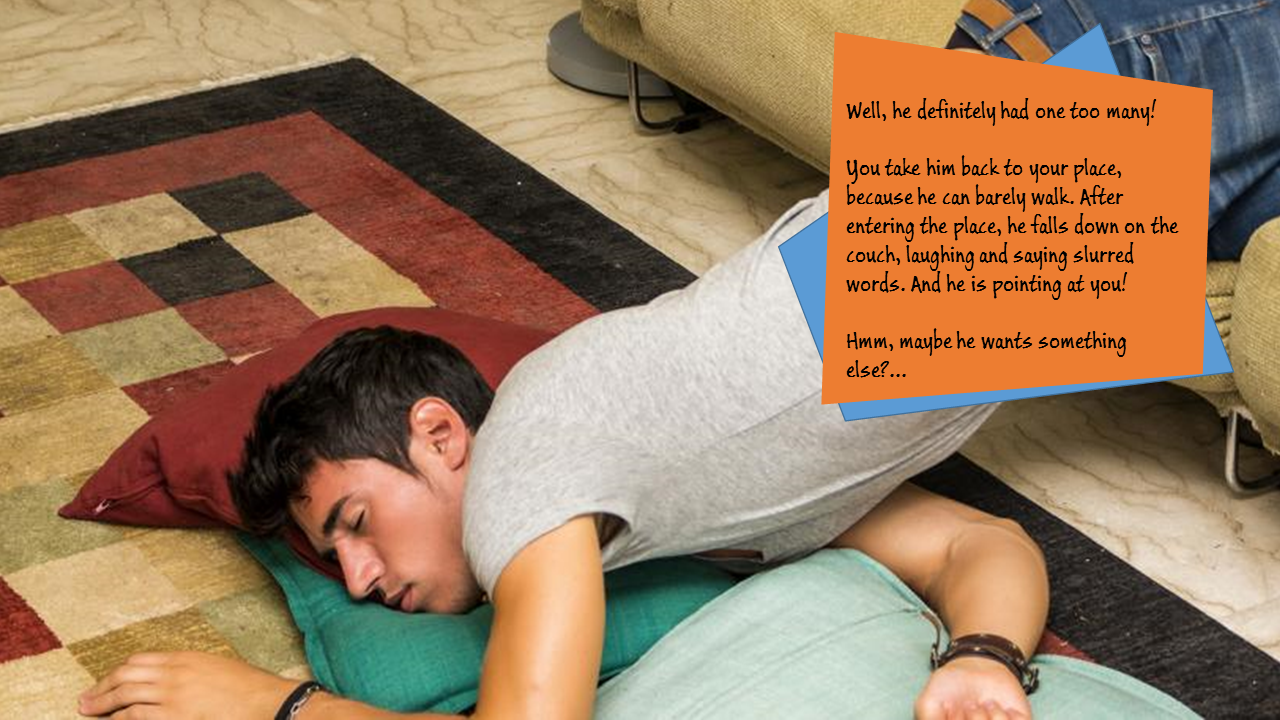 Well, he definitely had one too many!
You take him back to your place,
because he can barely walk. After
entering the place, he falls down on the
couch, laughing and saying slurred
words. And he is pointing at you!
Hmm, maybe he wants something
else?...